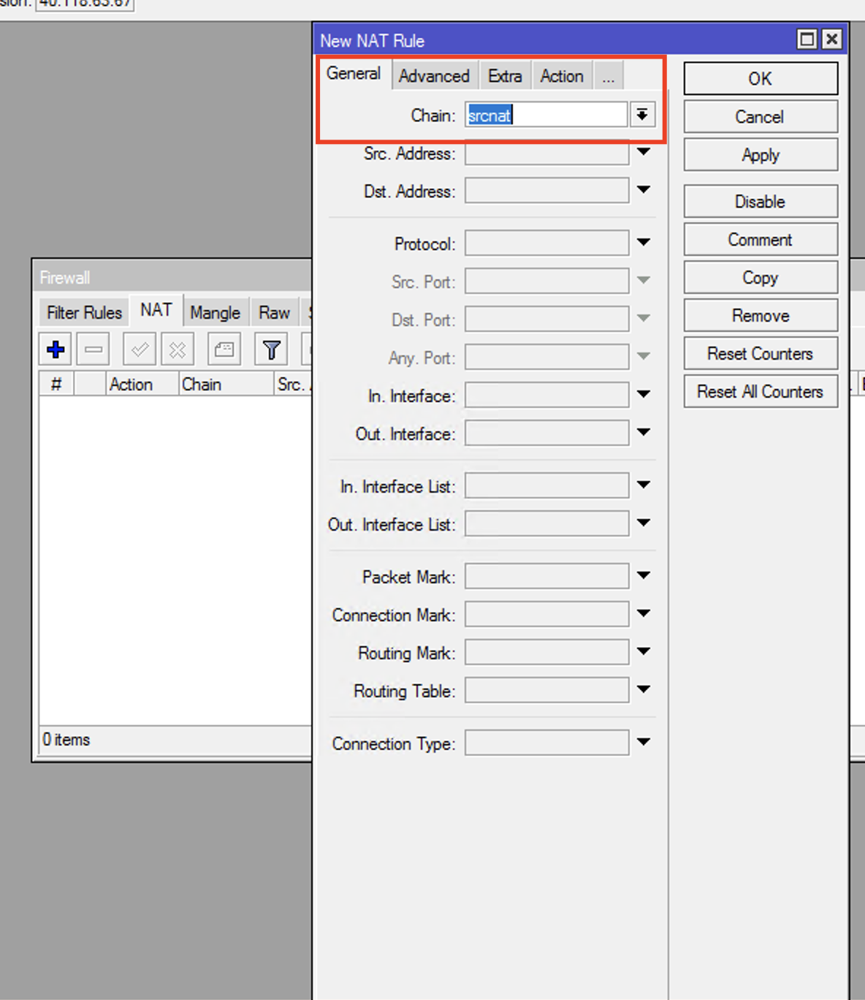 40.118.63.67
New NAT Rule
General Advanced Extra Action ...
Chain: srcnat
Src. Address:
Dst. Address:
Protocol:
Src. Port:
Dst. Port:
Any. Port:
In. Interface:
Out. Interface:
In. Interface List:
Out. Interface List:
Packet Mark:
Connection Mark:
Routing Mark:
Routing Table:
Connection Type:
OK
Cancel
Apply
Disable
Comment
Copy
Remove
Reset Counters
Reset All Counters
Firewall
Filter Rules NAT Mangle Raw
# Action Chain Src.
0 items